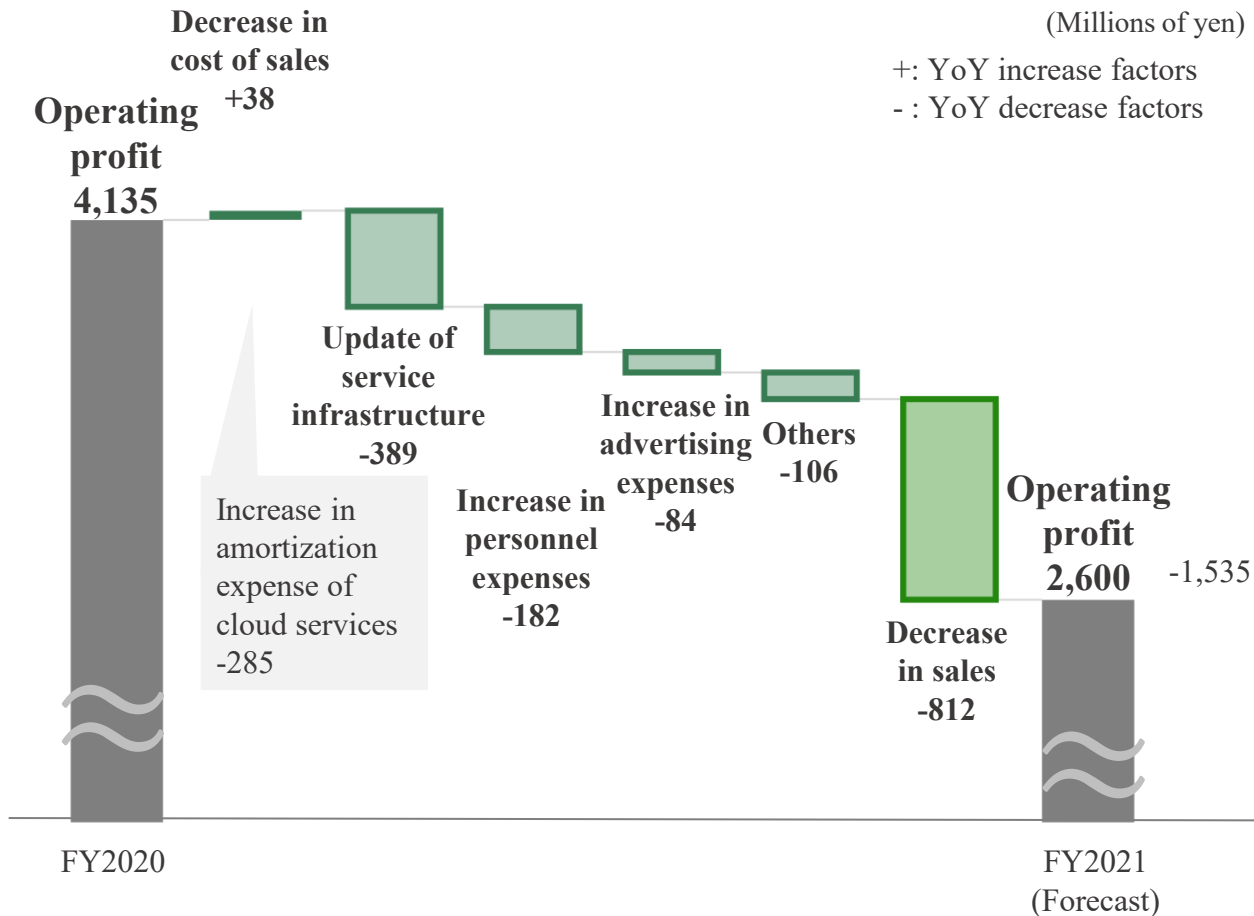 (Millions of yen)
+: YoY increase factors
- : YoY decrease factors
Operating
profit
4,135
Decrease in
cost of sales
+38
Update of
service
infrastructure
-389
Increase in
amortization
expense of
cloud services
-285
Increase in
personnel
expenses
-182
Increase in
advertising
expenses
-84
Others
-106
Decrease
in sales
-812
Operating
profit
2,600
-1,535
FY2020
FY2021
(Forecast)